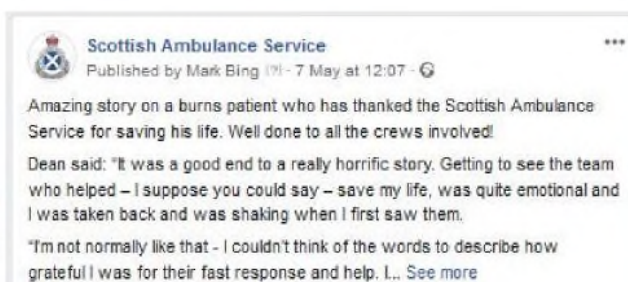 Scottish Ambulance Service
Published by Mark Bing [?] · 7 May at 12:07 ·
Amazing story on a burns patient who has thanked the Scottish Ambulance
Service for saving his life. Well done to all the crews involved!
Dean said: "It was a good end to a really horrific story. Getting to see the team
who helped – I suppose you could say – save my life, was quite emotional and
I was taken back and was shaking when I first saw them.
"I'm not normally like that - I couldn't think of the words to describe how
grateful I was for their fast response and help. I... See more